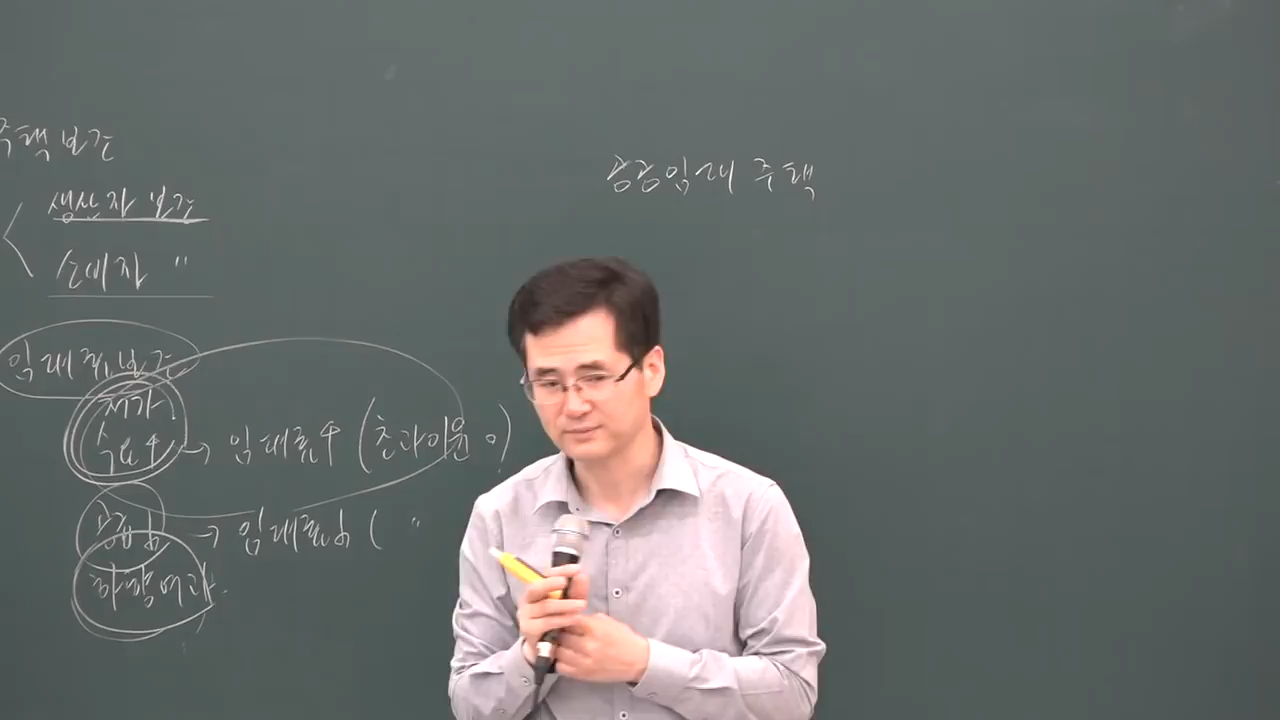 주택보조
생산자 보조
소비자 "
임대료보조
저가
수요↑ → 임대료↑ (초과이윤 ○)
공급↓ → 임대료↓ ( "
하향여과
공공임대 주택